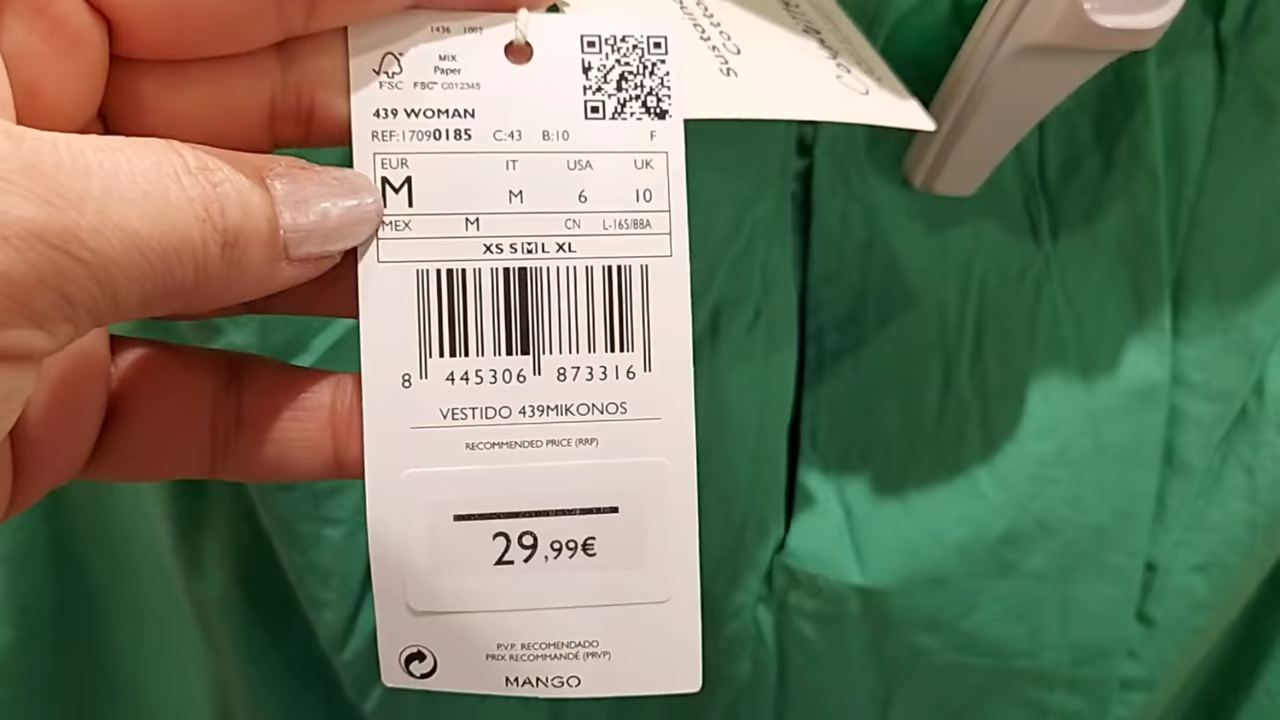 1436 1002
MIX
Paper
FSC FSC™ C012345
439 WOMAN
REF:17090185 C:43 B:10 F
EUR IT USA UK
M M 6 10
MEX M CN L-165/88A
XS S M L XL
8 445306 873316
VESTIDO 439MIKONOS
RECOMMENDED PRICE (RRP)
29,99€
P.V.P. RECOMENDADO
PRIX RECOMMANDÉ (PRVP)
MANGO
Cotton